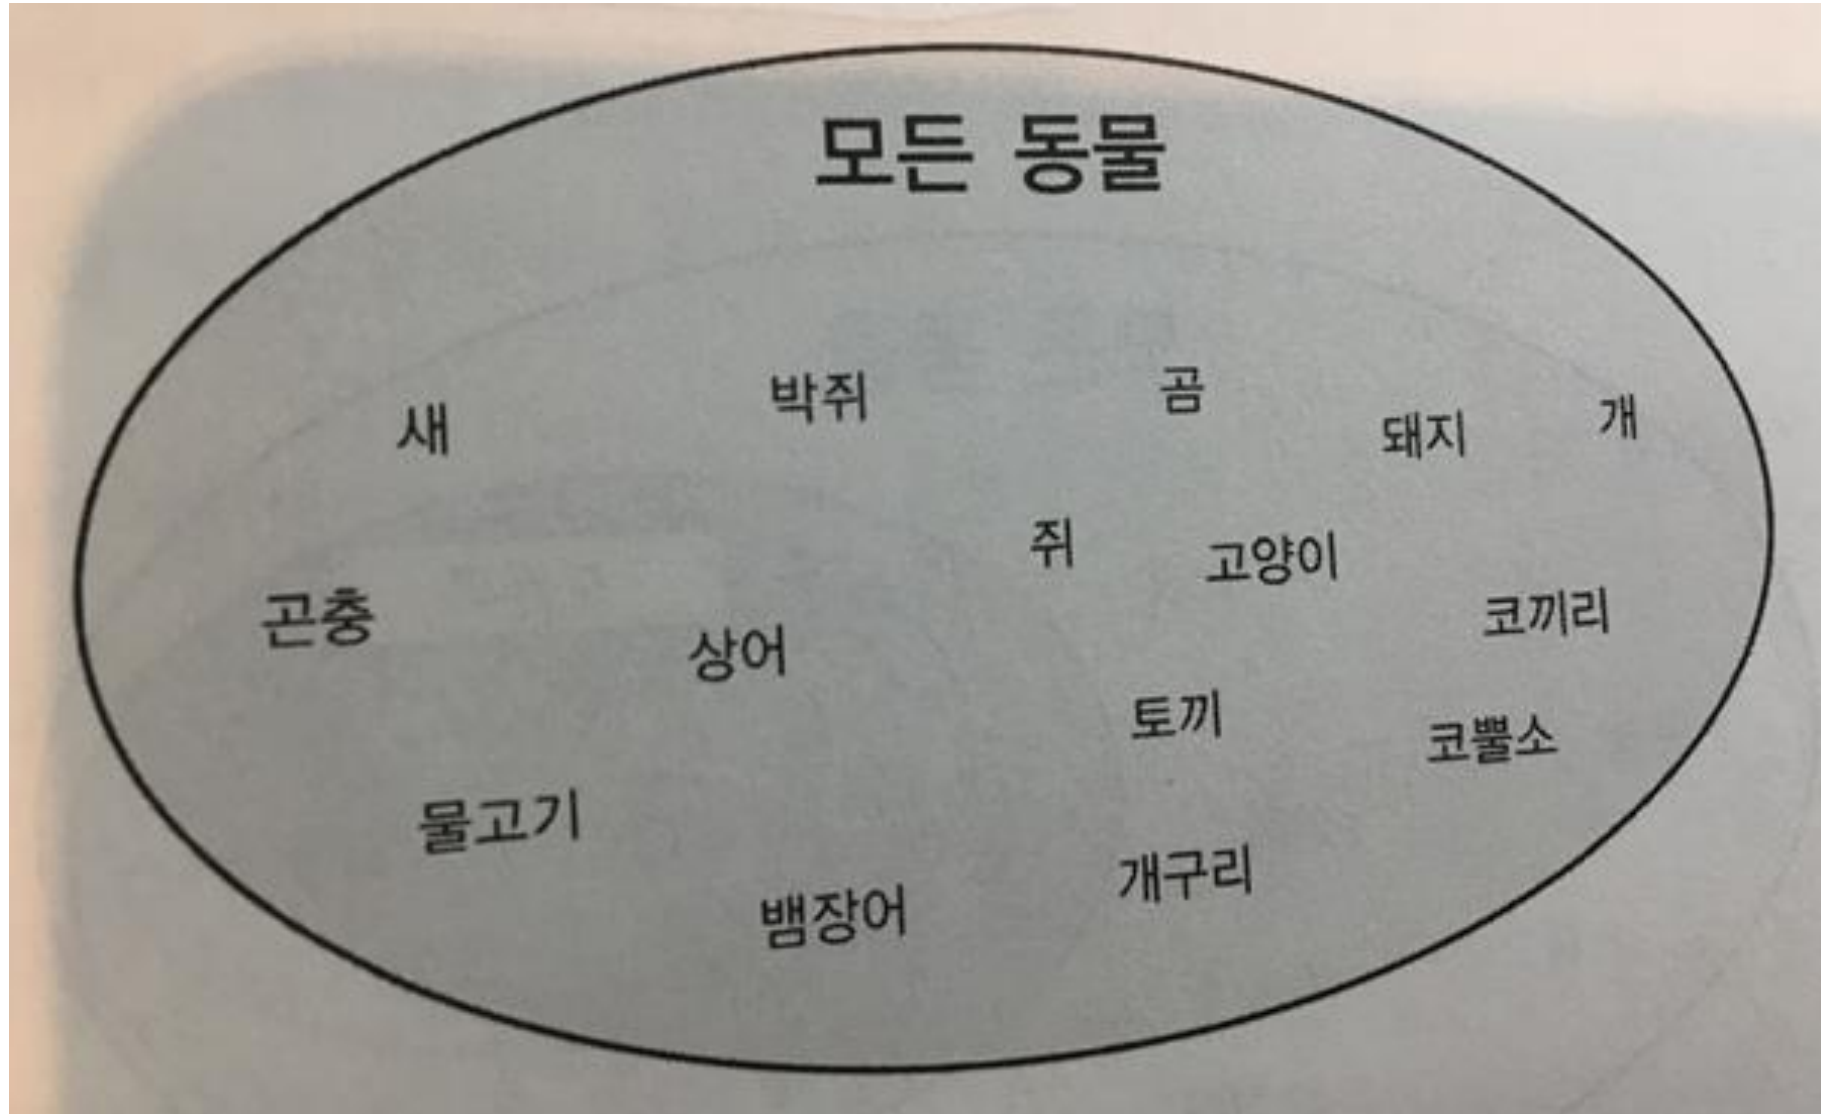 모든 동물
새
박쥐
곰
돼지
개
쥐
고양이
곤충
상어
코끼리
토끼
코뿔소
물고기
뱀장어
개구리